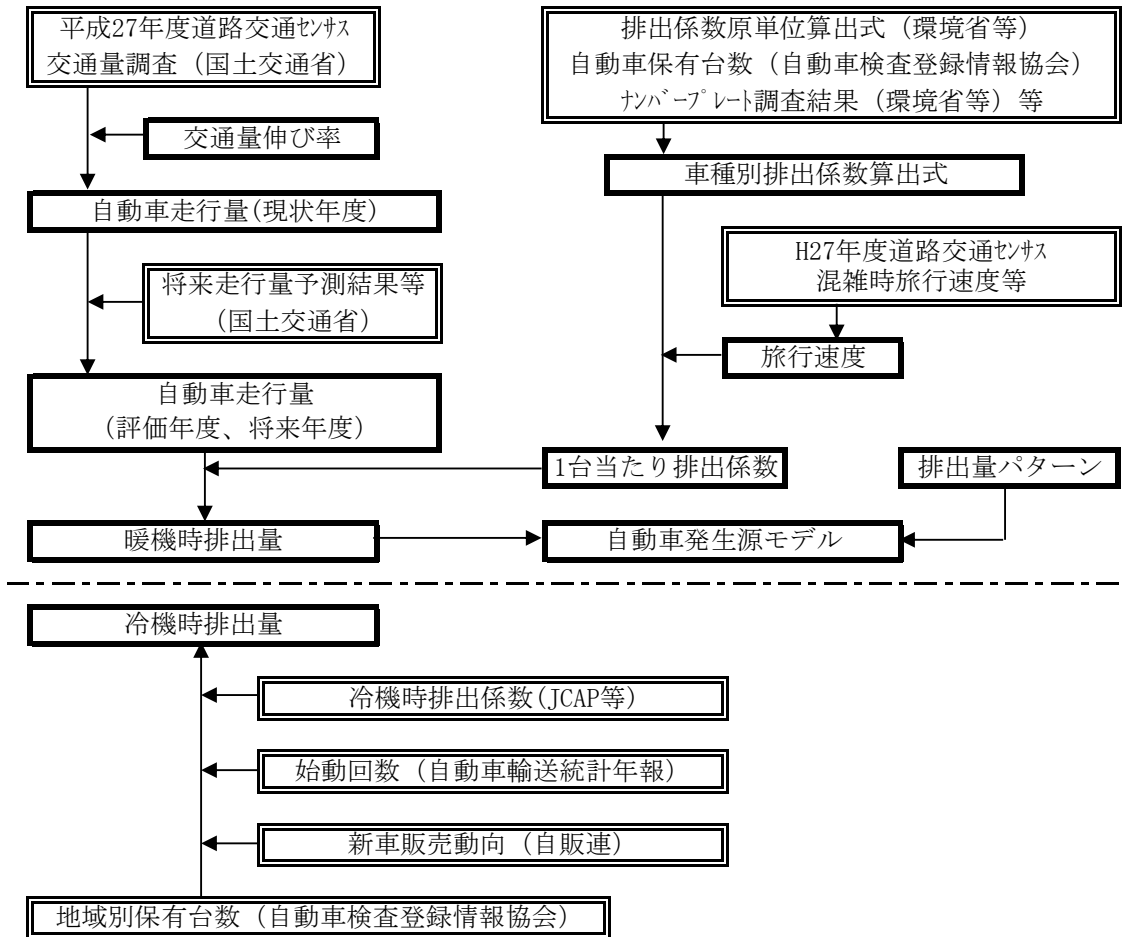 平成27年度道路交通ｾﾝｻｽ
交通量調査（国土交通省）
交通量伸び率
自動車走行量(現状年度)
将来走行量予測結果等
（国土交通省）
自動車走行量
（評価年度、将来年度）
排出係数原単位算出式（環境省等）
自動車保有台数（自動車検査登録情報協会）
ﾅﾝﾊﾞｰﾌﾟﾚｰﾄ調査結果（環境省等）等
車種別排出係数算出式
H27年度道路交通ｾﾝｻｽ
混雑時旅行速度等
旅行速度
1台当たり排出係数
排出量パターン
暖機時排出量
自動車発生源モデル
冷機時排出量
冷機時排出係数(JCAP等)
始動回数（自動車輸送統計年報）
新車販売動向（自販連）
地域別保有台数（自動車検査登録情報協会）